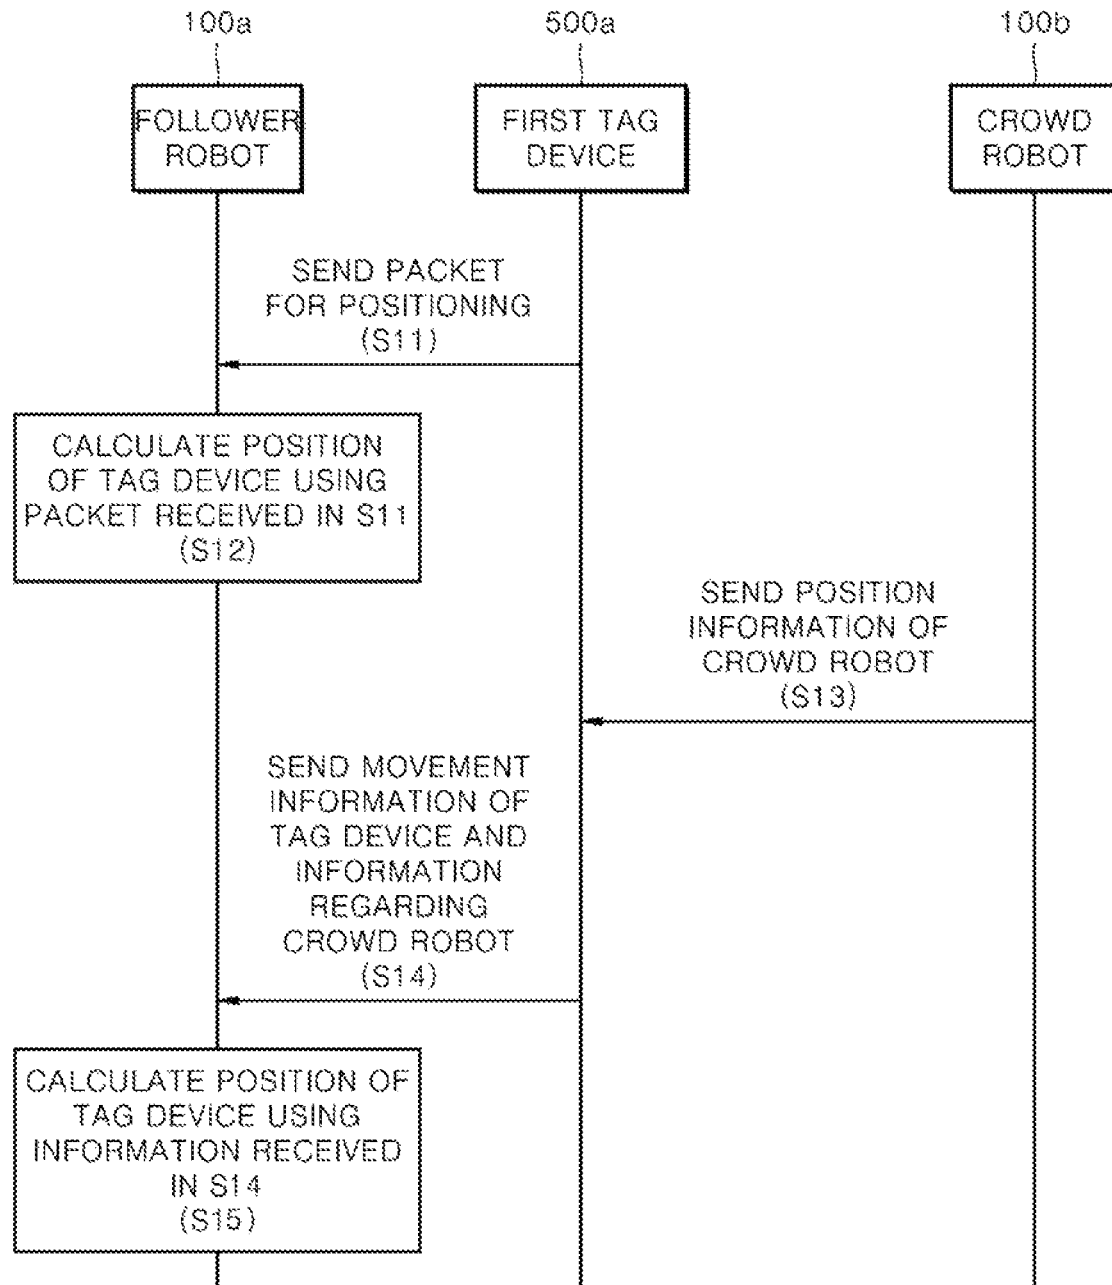 100a
500a
100b
FOLLOWER
ROBOT
FIRST TAG
DEVICE
CROWD
ROBOT
SEND PACKET
FOR POSITIONING
(S11)
CALCULATE POSITION
OF TAG DEVICE USING
PACKET RECEIVED IN S11
(S12)
SEND POSITION
INFORMATION OF
CROWD ROBOT
(S13)
SEND MOVEMENT
INFORMATION OF
TAG DEVICE AND
INFORMATION
REGARDING
CROWD ROBOT
(S14)
CALCULATE POSITION OF
TAG DEVICE USING
INFORMATION RECEIVED
IN S14
(S15)